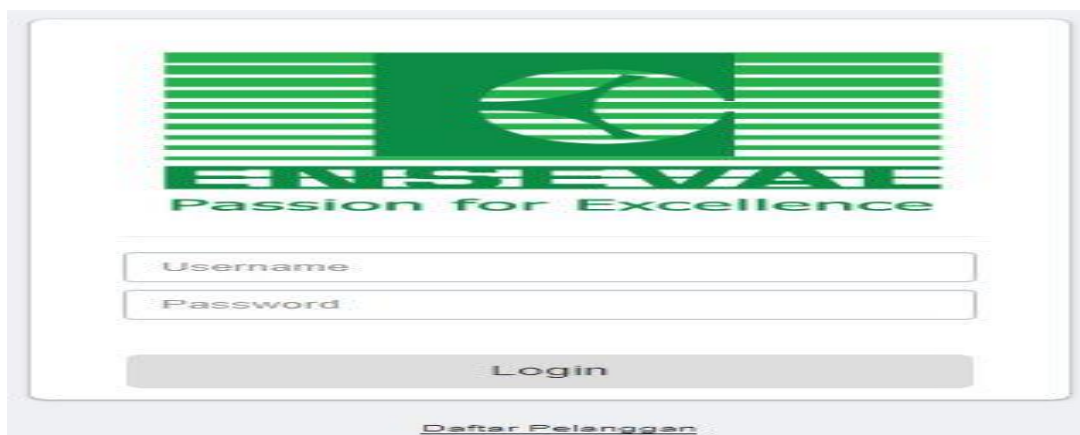 ENSEVAL
Passion for Excellence
Username
Password
Login
Daftar Pelanggan